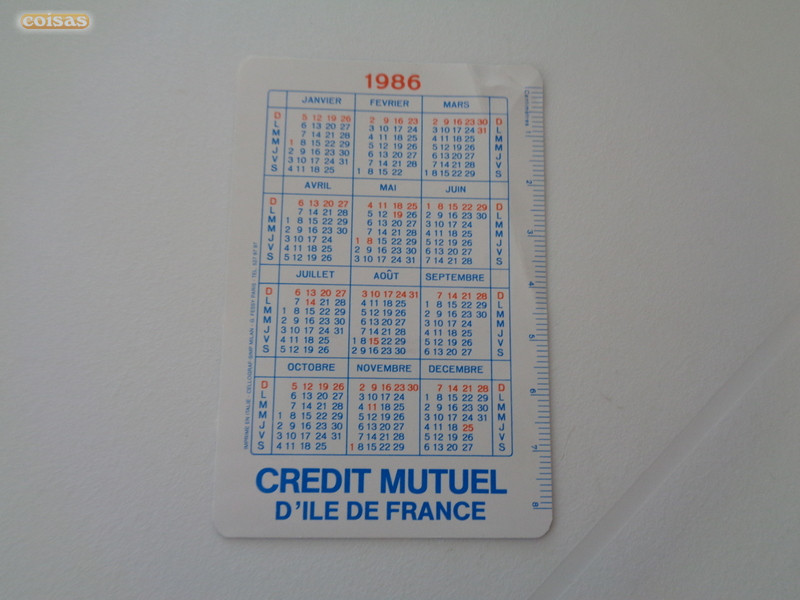 coisas
1986
JANVIER FEVRIER MARS
D 5 12 19 26 2 9 16 23 2 9 16 23 30 D
L 6 13 20 27 3 10 17 24 3 10 17 24 31 L
M 7 14 21 28 4 11 18 25 4 11 18 25 M
M 1 8 15 22 29 5 12 19 26 5 12 19 26 M
J 2 9 16 23 30 6 13 20 27 6 13 20 27 J
V 3 10 17 24 31 7 14 21 28 7 14 21 28 V
S 4 11 18 25 1 8 15 22 1 8 15 22 29 S
AVRIL MAI JUIN
D 6 13 20 27 4 11 18 25 1 8 15 22 29 D
L 7 14 21 28 5 12 19 26 2 9 16 23 30 L
M 1 8 15 22 29 6 13 20 27 3 10 17 24 M
M 2 9 16 23 30 7 14 21 28 4 11 18 25 M
J 3 10 17 24 1 8 15 22 29 5 12 19 26 J
V 4 11 18 25 2 9 16 23 30 6 13 20 27 V
S 5 12 19 26 3 10 17 24 31 7 14 21 28 S
JUILLET AOÛT SEPTEMBRE
D 6 13 20 27 3 10 17 24 31 7 14 21 28 D
L 7 14 21 28 4 11 18 25 1 8 15 22 29 L
M 1 8 15 22 29 5 12 19 26 2 9 16 23 30 M
M 2 9 16 23 30 6 13 20 27 3 10 17 24 M
J 3 10 17 24 31 7 14 21 28 4 11 18 25 J
V 4 11 18 25 1 8 15 22 29 5 12 19 26 V
S 5 12 19 26 2 9 16 23 30 6 13 20 27 S
OCTOBRE NOVEMBRE DECEMBRE
D 5 12 19 26 2 9 16 23 30 7 14 21 28 D
L 6 13 20 27 3 10 17 24 1 8 15 22 29 L
M 7 14 21 28 4 11 18 25 2 9 16 23 30 M
M 1 8 15 22 29 5 12 19 26 3 10 17 24 31 M
J 2 9 16 23 30 6 13 20 27 4 11 18 25 J
V 3 10 17 24 31 7 14 21 28 5 12 19 26 V
S 4 11 18 25 1 8 15 22 29 6 13 20 27 S
CREDIT MUTUEL
D'ILE DE FRANCE
IMPRIME EN ITALIE PARIS TEL.
Centimètres
2
3
4
5
6
7
8